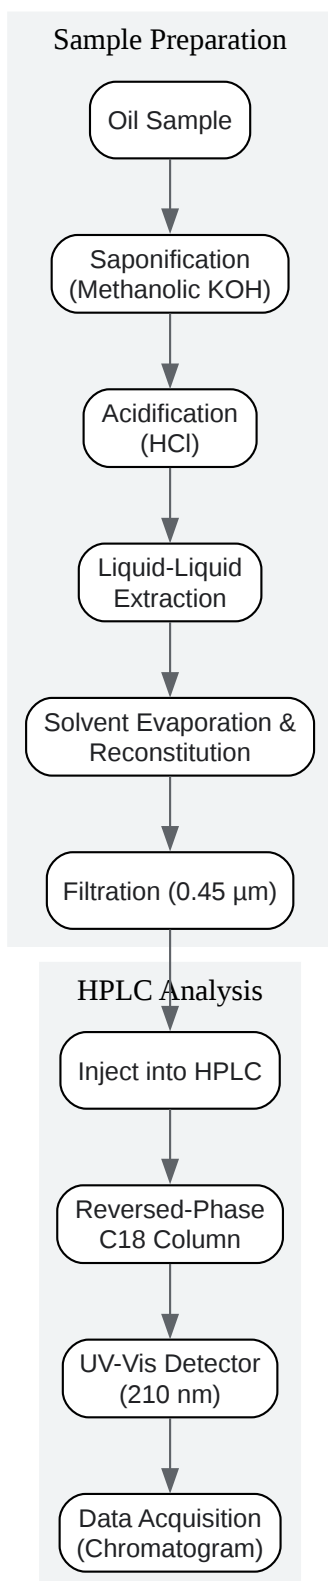 Sample Preparation
Oil Sample
Saponification
(Methanolic KOH)
Acidification
(HCl)
Liquid-Liquid
Extraction
Solvent Evaporation &
Reconstitution
Filtration (0.45 µm)
HPLC Analysis
Inject into HPLC
Reversed-Phase
C18 Column
UV-Vis Detector
(210 nm)
Data Acquisition
(Chromatogram)